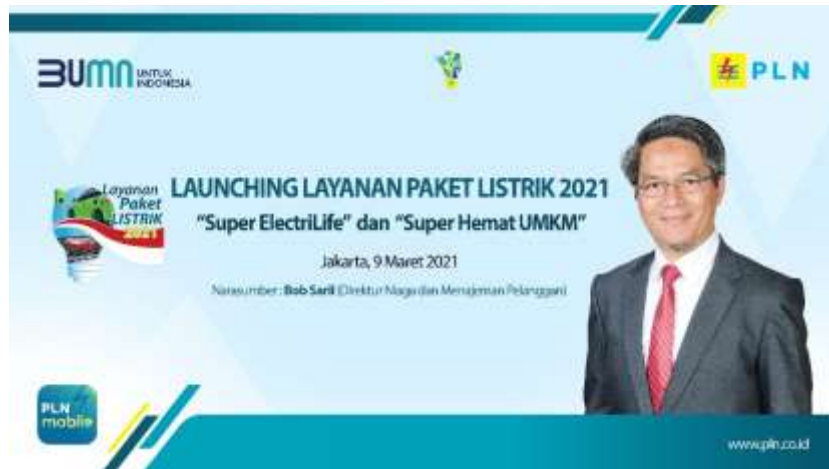 BUMN UNTUK INDONESIA
PLN
Layanan
Paket
LISTRIK
2021
LAUNCHING LAYANAN PAKET LISTRIK 2021
"Super ElectriLife" dan "Super Hemat UMKM"
Jakarta, 9 Maret 2021
Narasumber : Bob Saril (Direktur Niaga dan Menajeman Pelanggan)
PLN
mobile
www.pln.co.id